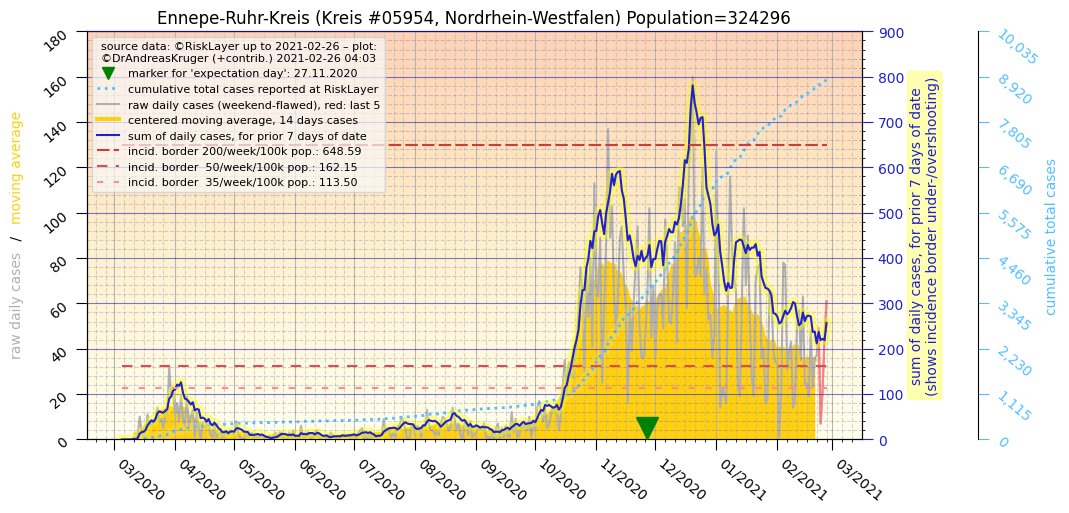 Ennepe-Ruhr-Kreis (Kreis #05954, Nordrhein-Westfalen) Population=324296
source data: ©RiskLayer up to 2021-02-26 – plot:
©DrAndreasKruger (+contrib.) 2021-02-26 04:03
marker for 'expectation day': 27.11.2020
cumulative total cases reported at RiskLayer
raw daily cases (weekend-flawed), red: last 5
centered moving average, 14 days cases
sum of daily cases, for prior 7 days of date
incid. border 200/week/100k pop.: 648.59
incid. border  50/week/100k pop.: 162.15
incid. border  35/week/100k pop.: 113.50
raw daily cases / moving average
180
160
140
120
100
80
60
40
20
0
03/2020
04/2020
05/2020
06/2020
07/2020
08/2020
09/2020
10/2020
11/2020
12/2020
01/2021
02/2021
03/2021
900
800
700
600
500
400
300
200
100
0
sum of daily cases, for prior 7 days of date
(shows incidence border under-/overshooting)
10,035
8,920
7,805
6,690
5,575
4,460
3,345
2,230
1,115
0
cumulative total cases